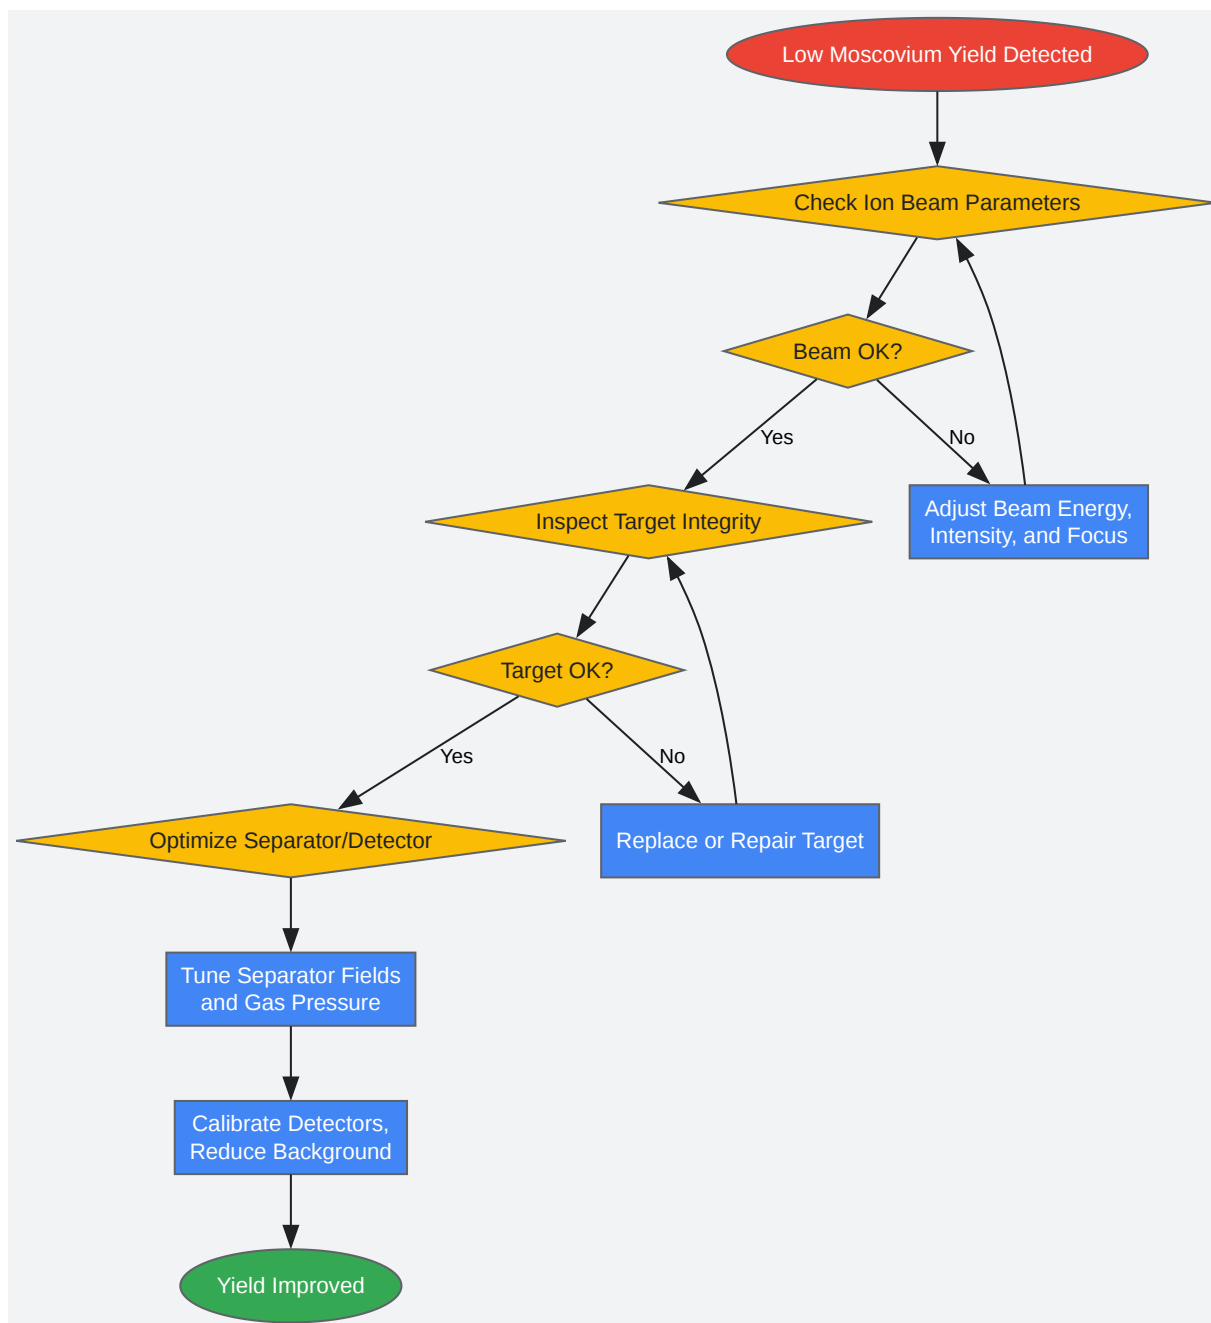 Low Moscovium Yield Detected
Check Ion Beam Parameters
Beam OK?
Yes
No
Inspect Target Integrity
Adjust Beam Energy,
Intensity, and Focus
Target OK?
Yes
No
Optimize Separator/Detector
Replace or Repair Target
Tune Separator Fields
and Gas Pressure
Calibrate Detectors,
Reduce Background
Yield Improved